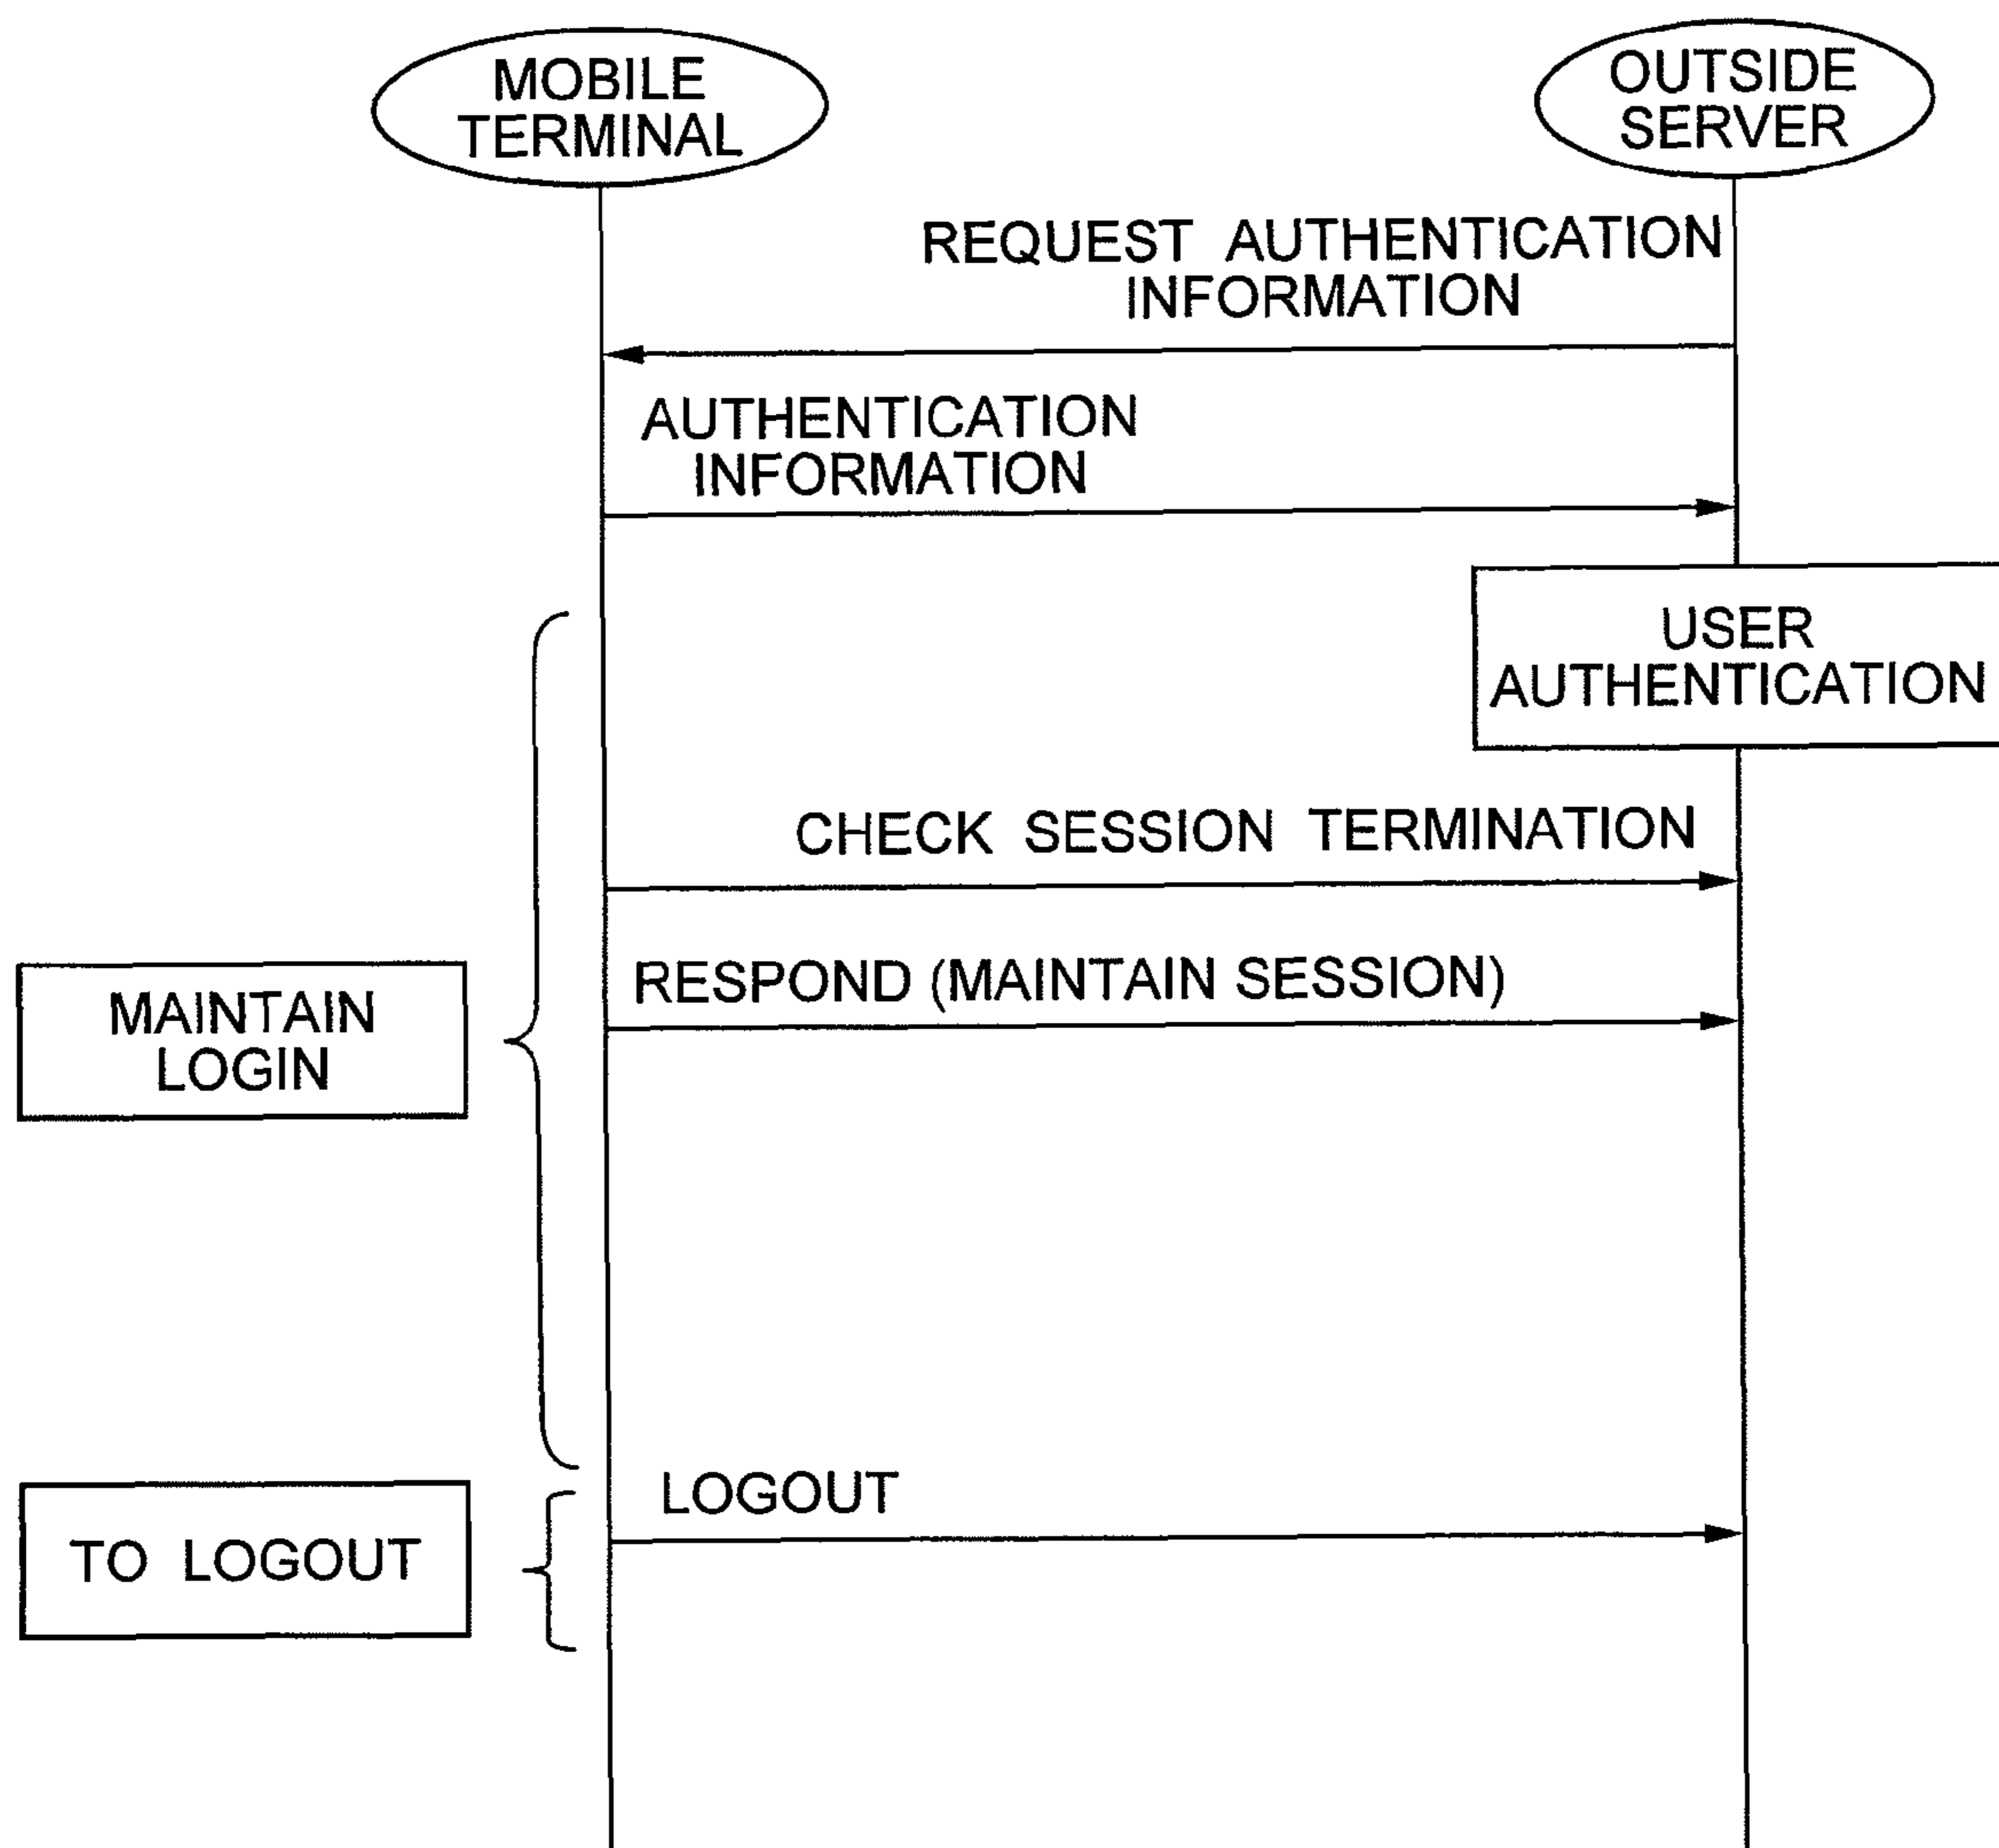 MOBILE
TERMINAL
OUTSIDE
SERVER
REQUEST AUTHENTICATION
INFORMATION
AUTHENTICATION
INFORMATION
USER
AUTHENTICATION
CHECK SESSION TERMINATION
RESPOND (MAINTAIN SESSION)
MAINTAIN
LOGIN
LOGOUT
TO LOGOUT